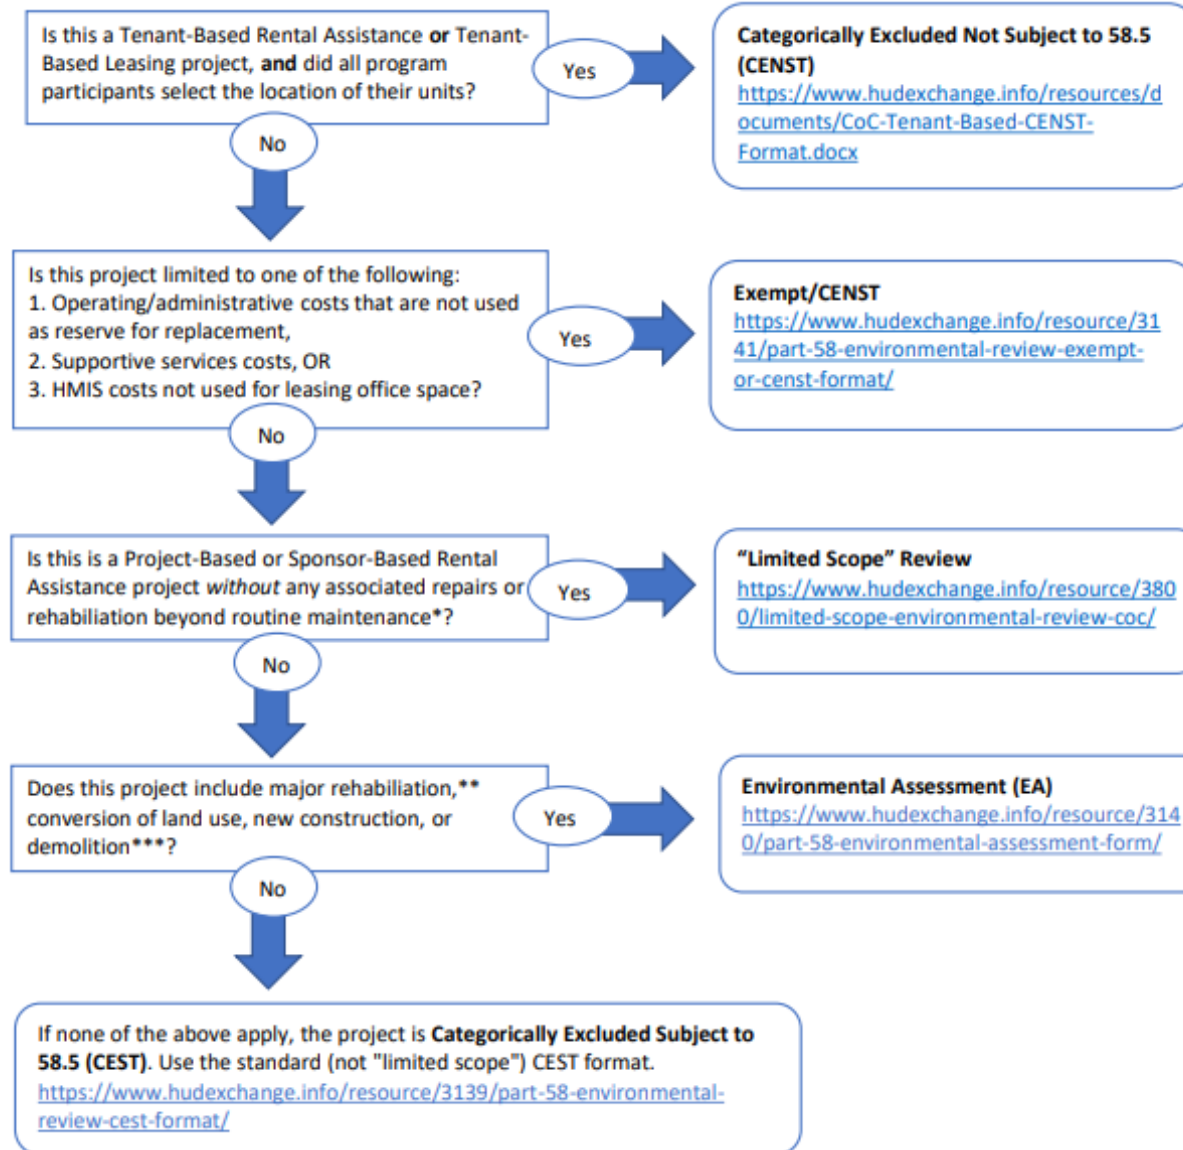 Is this a Tenant-Based Rental Assistance or Tenant-
Based Leasing project, and did all program
participants select the location of their units?
Yes
Categorically Excluded Not Subject to 58.5
(CENST)
https://www.hudexchange.info/resources/d
ocuments/CoC-Tenant-Based-CENST-
Format.docx
No
Is this project limited to one of the following:
1. Operating/administrative costs that are not used
as reserve for replacement,
2. Supportive services costs, OR
3. HMIS costs not used for leasing office space?
Yes
Exempt/CENST
https://www.hudexchange.info/resource/31
41/part-58-environmental-review-exempt-
or-censt-format/
No
Is this is a Project-Based or Sponsor-Based Rental
Assistance project without any associated repairs or
rehabiliation beyond routine maintenance*?
Yes
“Limited Scope” Review
https://www.hudexchange.info/resource/380
0/limited-scope-environmental-review-coc/
No
Does this project include major rehabiliation,**
conversion of land use, new construction, or
demolition***?
Yes
Environmental Assessment (EA)
https://www.hudexchange.info/resource/314
0/part-58-environmental-assessment-form/
No
If none of the above apply, the project is Categorically Excluded Subject to
58.5 (CEST). Use the standard (not "limited scope") CEST format.
https://www.hudexchange.info/resource/3139/part-58-environmental-
review-cest-format/